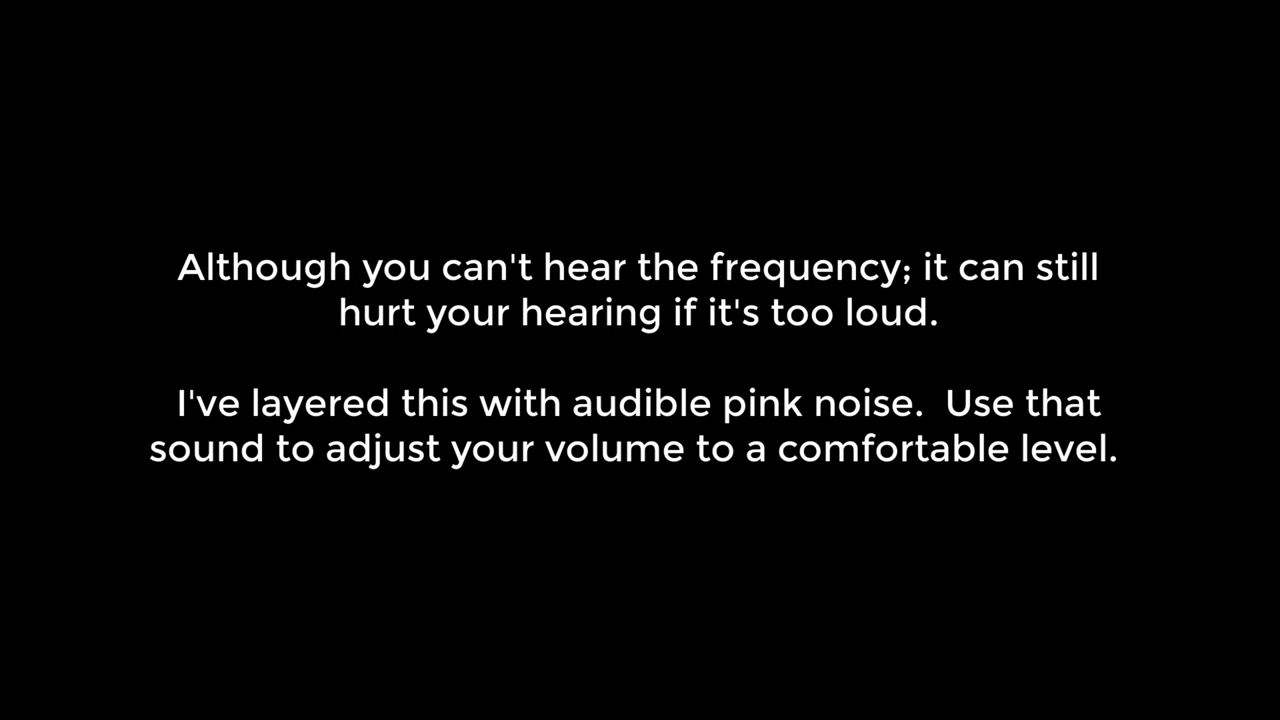 Although you can't hear the frequency; it can still
hurt your hearing if it's too loud.
I've layered this with audible pink noise.  Use that
sound to adjust your volume to a comfortable level.